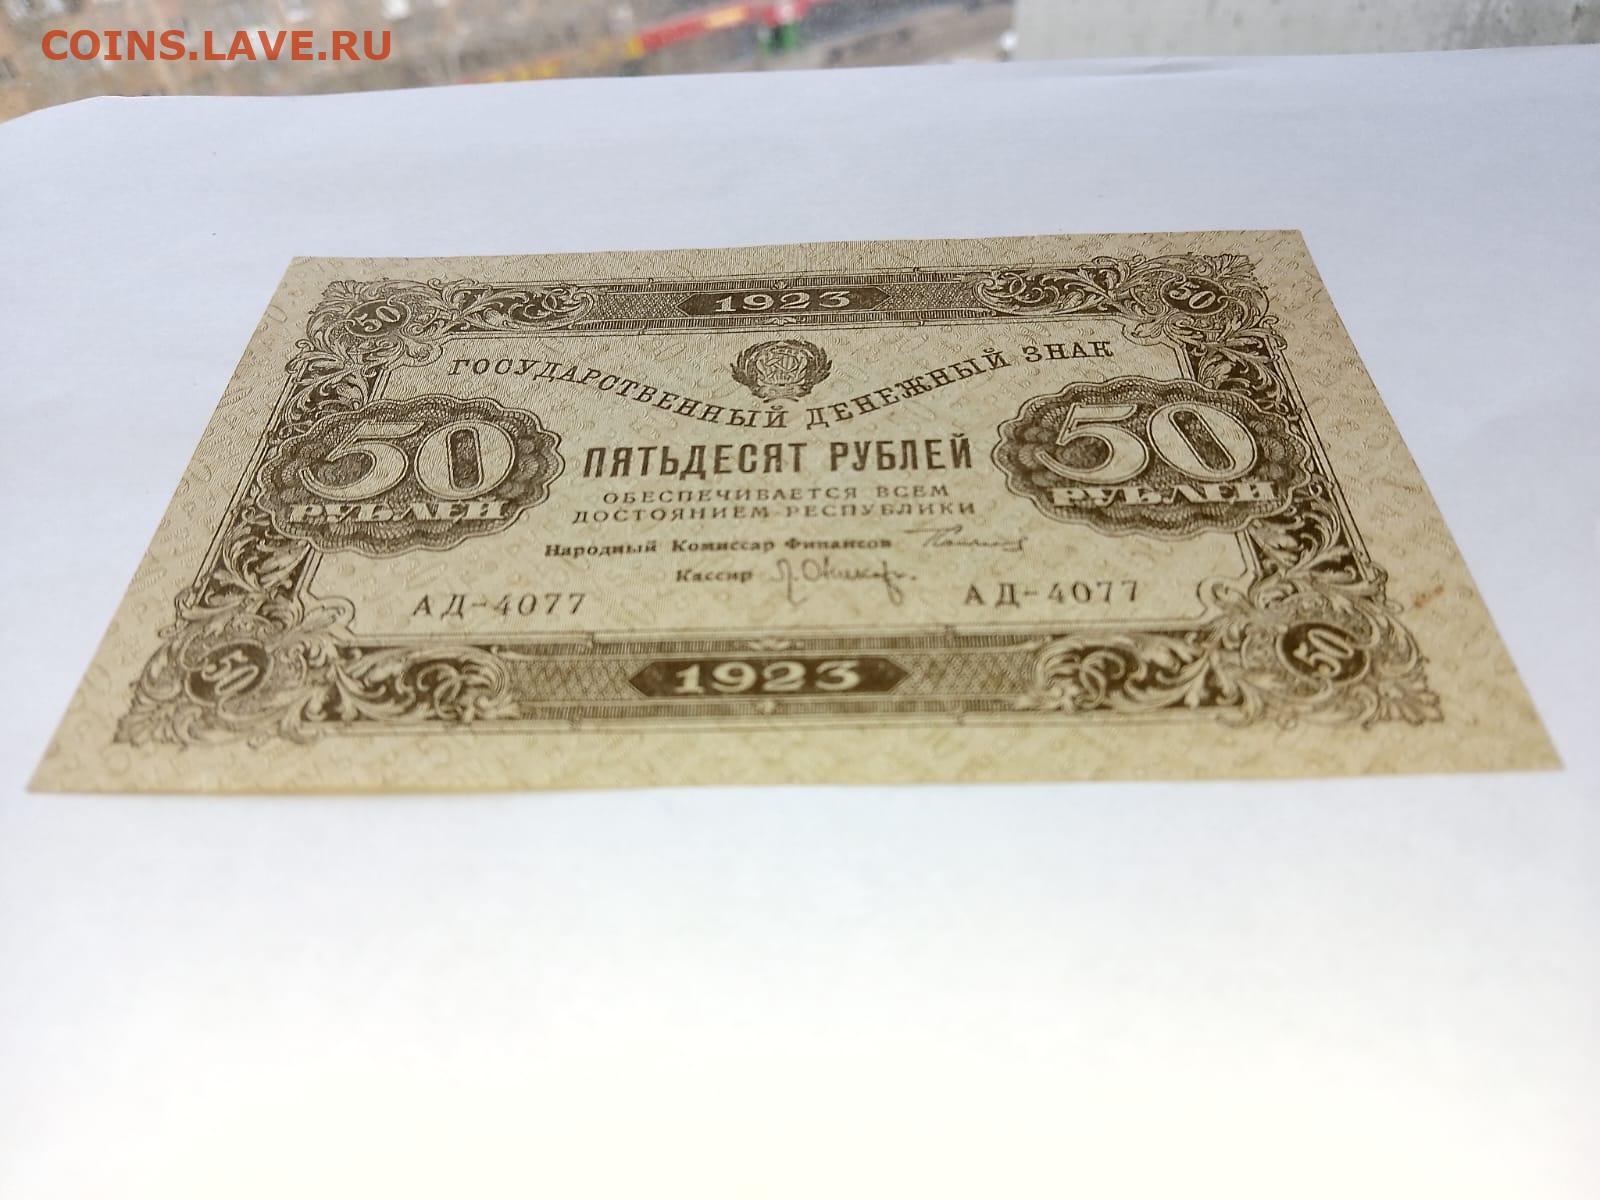 COINS.LAVE.RU
1923
50 50
ГОСУДАРСТВЕННЫЙ ДЕНЕЖНЫЙ ЗНАК
50 50
РУБЛЕЙ РУБЛЕЙ
ПЯТЬДЕСЯТ РУБЛЕЙ
ОБЕСПЕЧИВАЕТСЯ ВСЕМ
ДОСТОЯНИЕМ РЕСПУБЛИКИ
Народный Комиссар Финансов
Кассир
АД-4077 АД-4077
50 50
1923